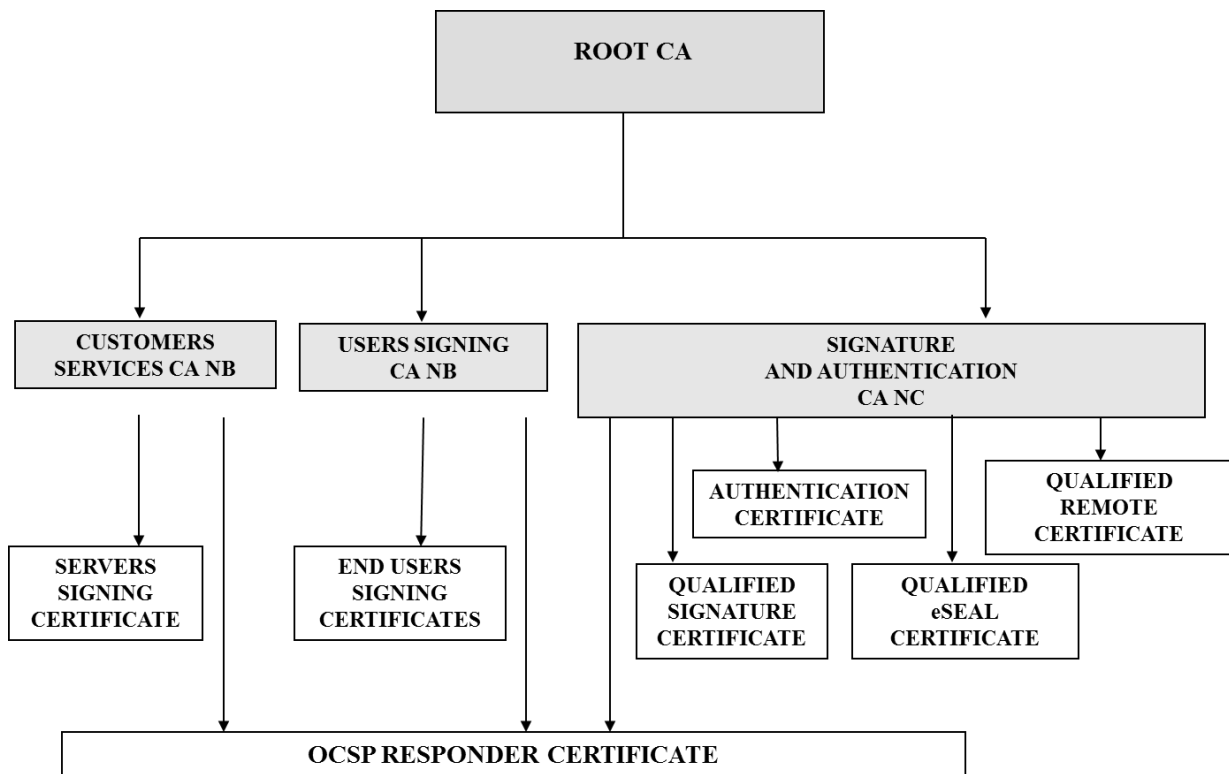 ROOT CA
CUSTOMERS
SERVICES CA NB
USERS SIGNING
CA NB
SIGNATURE
AND AUTHENTICATION
CA NC
AUTHENTICATION
CERTIFICATE
QUALIFIED
REMOTE
CERTIFICATE
SERVERS
SIGNING
CERTIFICATE
END USERS
SIGNING
CERTIFICATES
QUALIFIED
SIGNATURE
CERTIFICATE
QUALIFIED
eSEAL
CERTIFICATE
OCSP RESPONDER CERTIFICATE